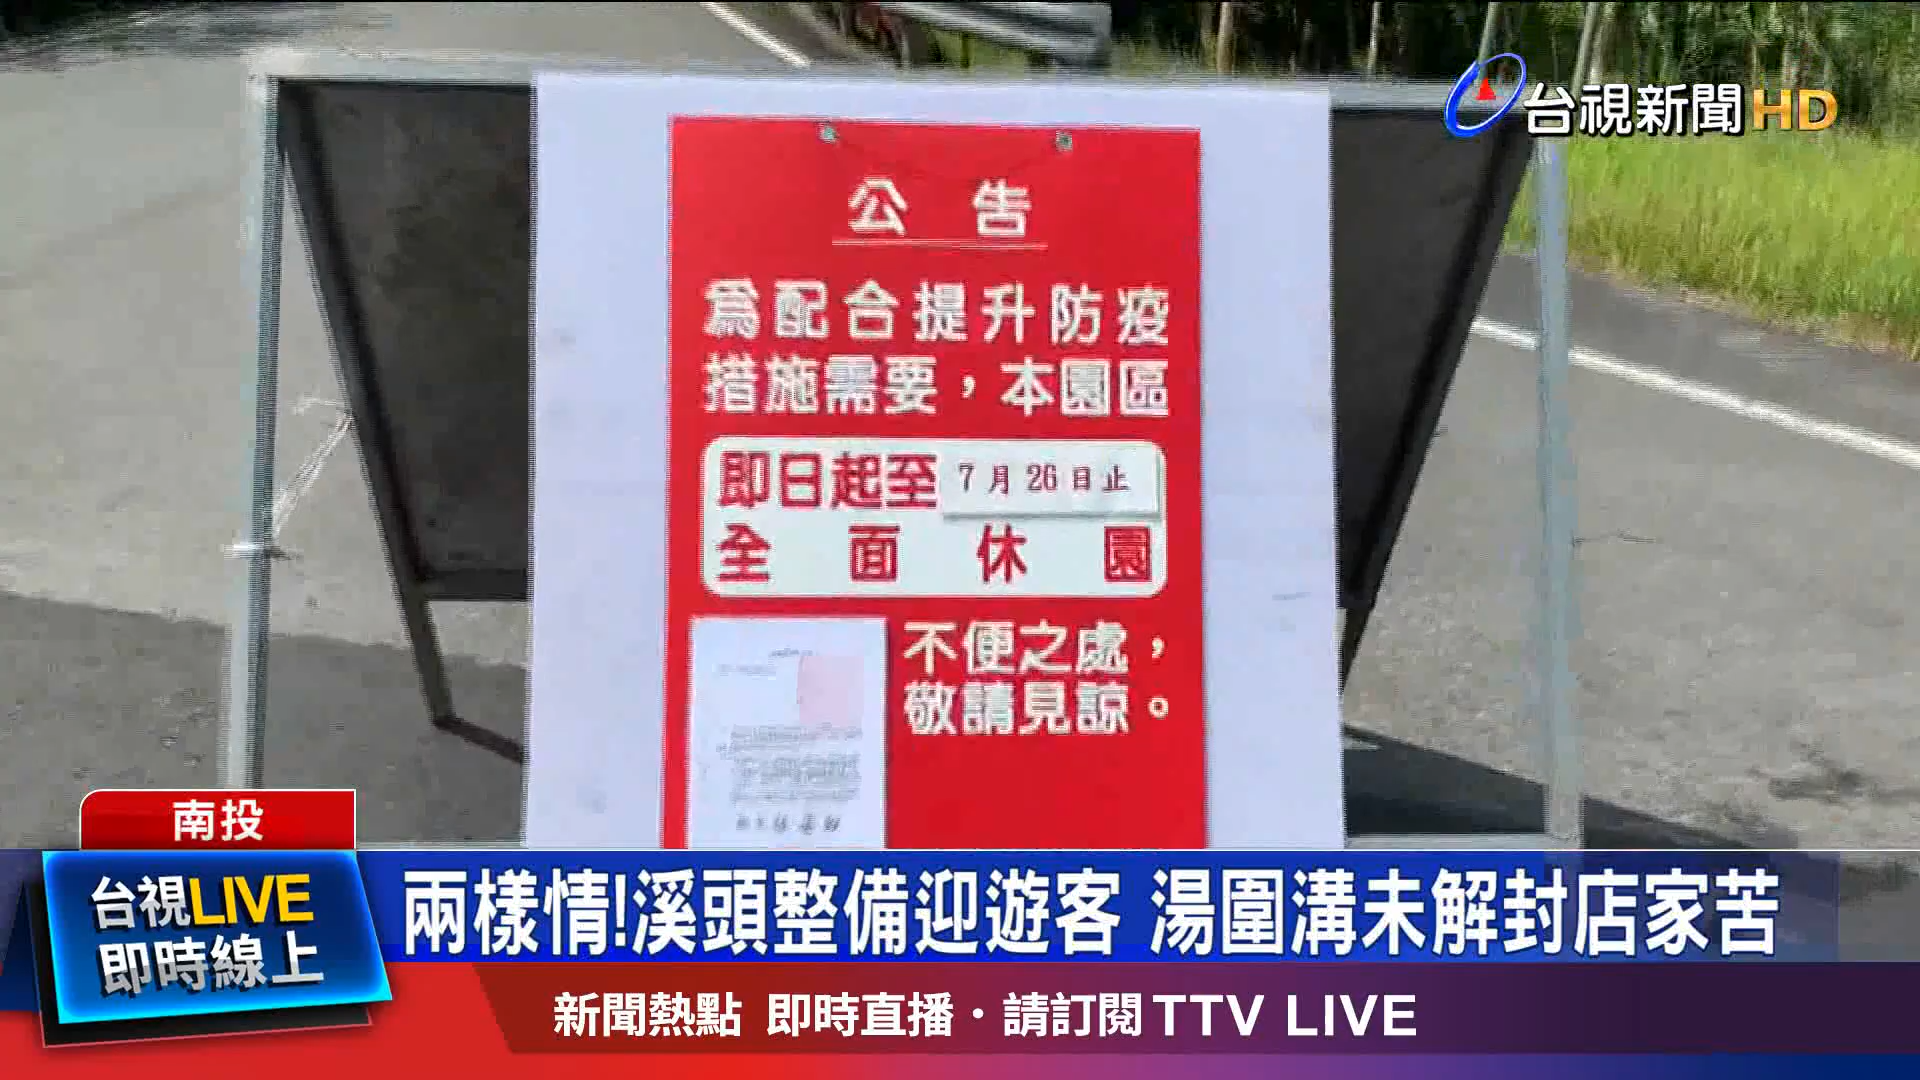 台視新聞HD
公告
為配合提升防疫
措施需要，本園區
即日起至7月26日止
全面休園
不便之處，
敬請見諒。
南投
台視LIVE
即時線上
兩樣情!溪頭整備迎遊客 湯圍溝未解封店家苦
新聞熱點 即時直播・請訂閱TTV LIVE